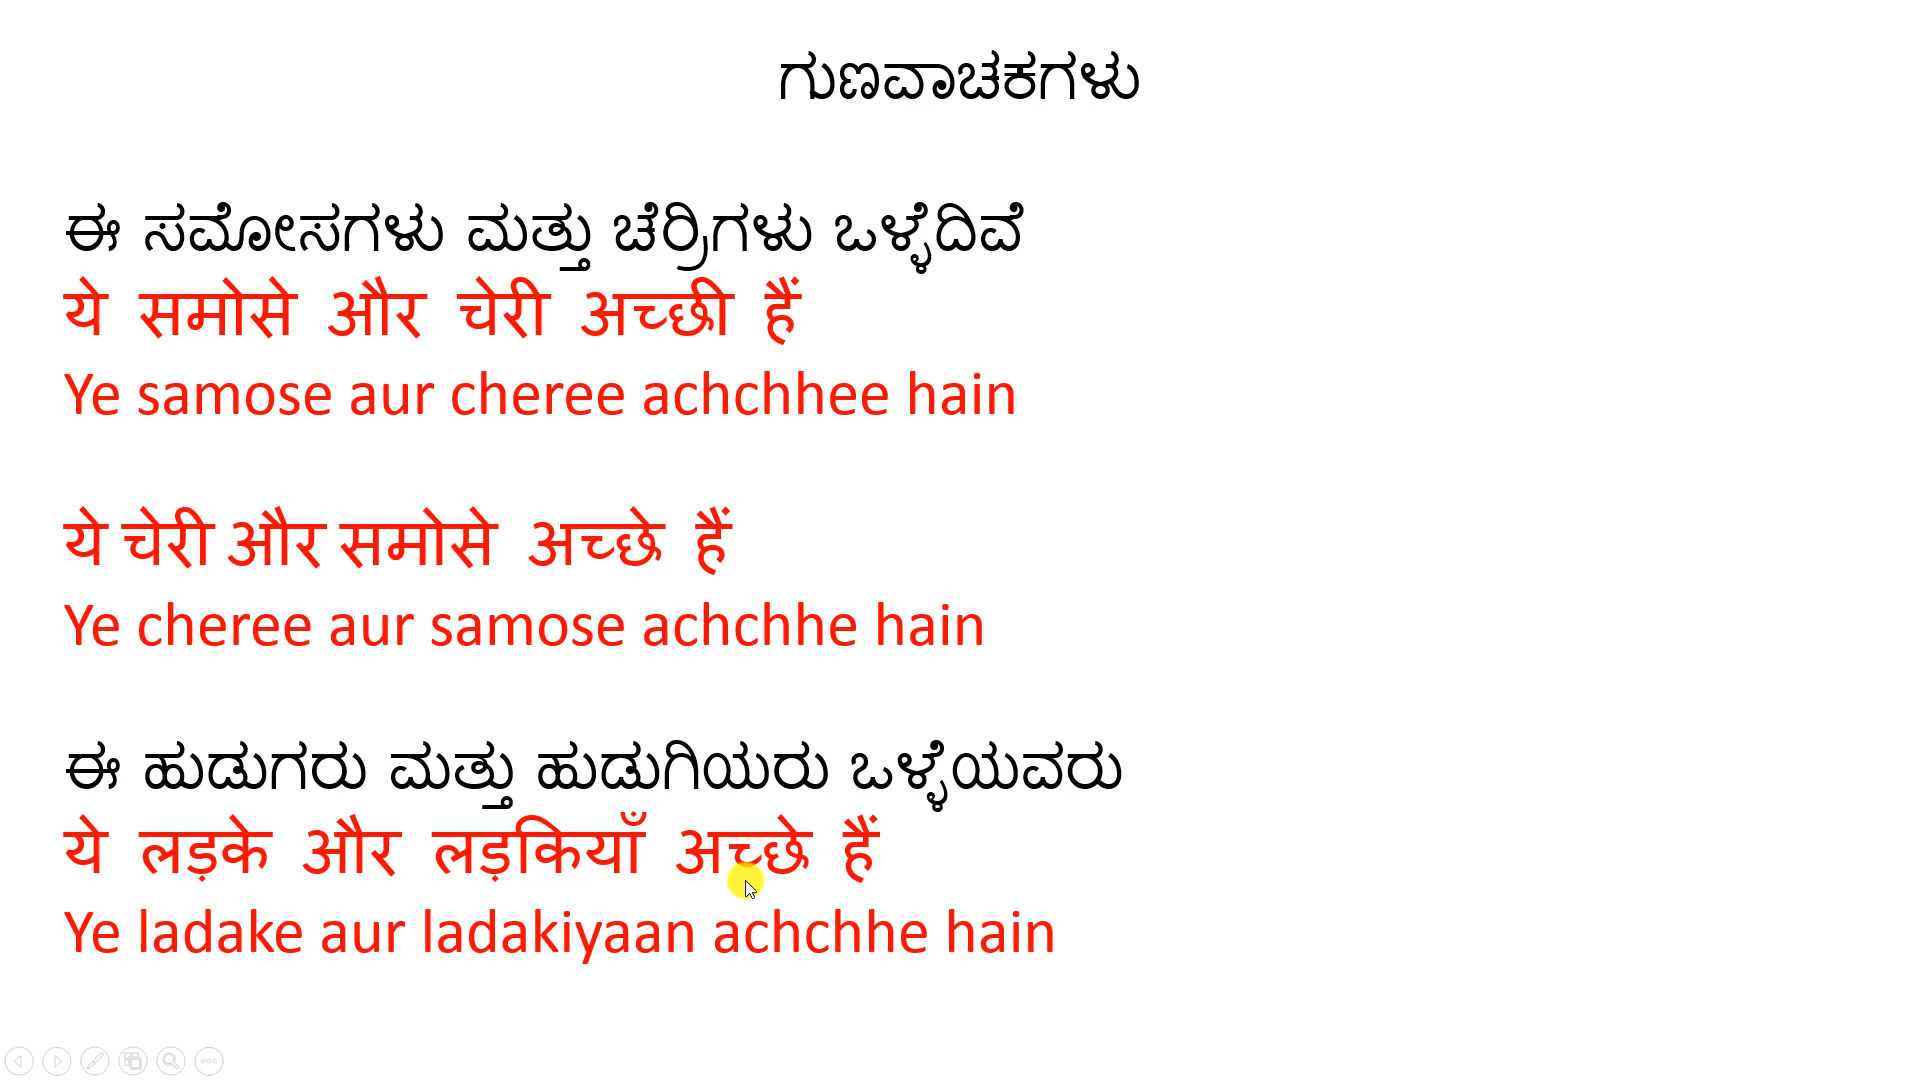 ಗುಣವಾಚಕಗಳು
ಈ ಸಮೋಸಗಳು ಮತ್ತು ಚೆರ್ರಿಗಳು ಒಳ್ಳೆದಿವೆ
ये समोसे और चेरी अच्छी हैं
Ye samose aur cheree achchhee hain
ये चेरी और समोसे अच्छे हैं
Ye cheree aur samose achchhe hain
ಈ ಹುಡುಗರು ಮತ್ತು ಹುಡುಗಿಯರು ಒಳ್ಳೆಯವರು
ये लड़के और लड़कियाँ अच्छे हैं
Ye ladake aur ladakiyaan achchhe hain